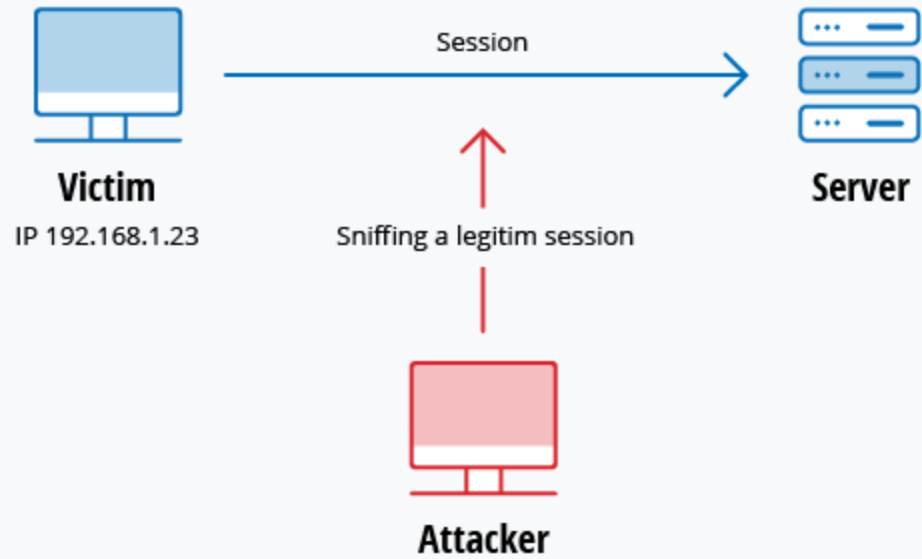 Session
Victim
Server
IP 192.168.1.23
Sniffing a legitim session
Attacker